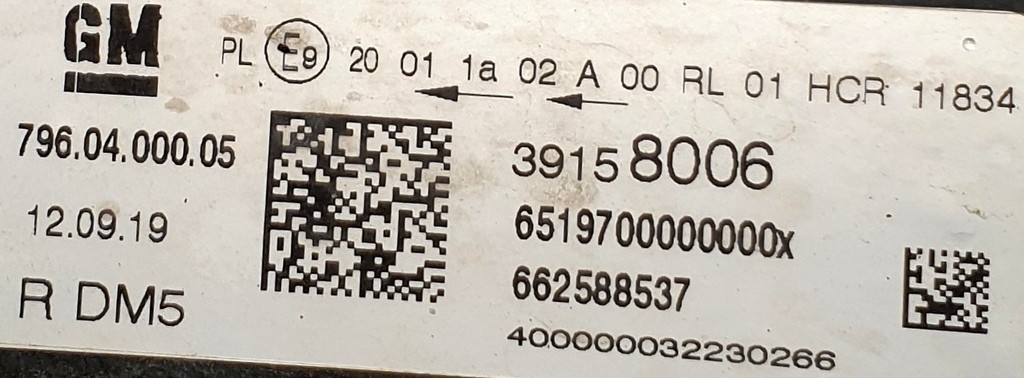 GM
PL E9 20 01 1a 02 A 00 RL 01 HCR 11834
796.04.000.05
39158006
12.09.19
6519700000000x
R DM5
662588537
400000032230266